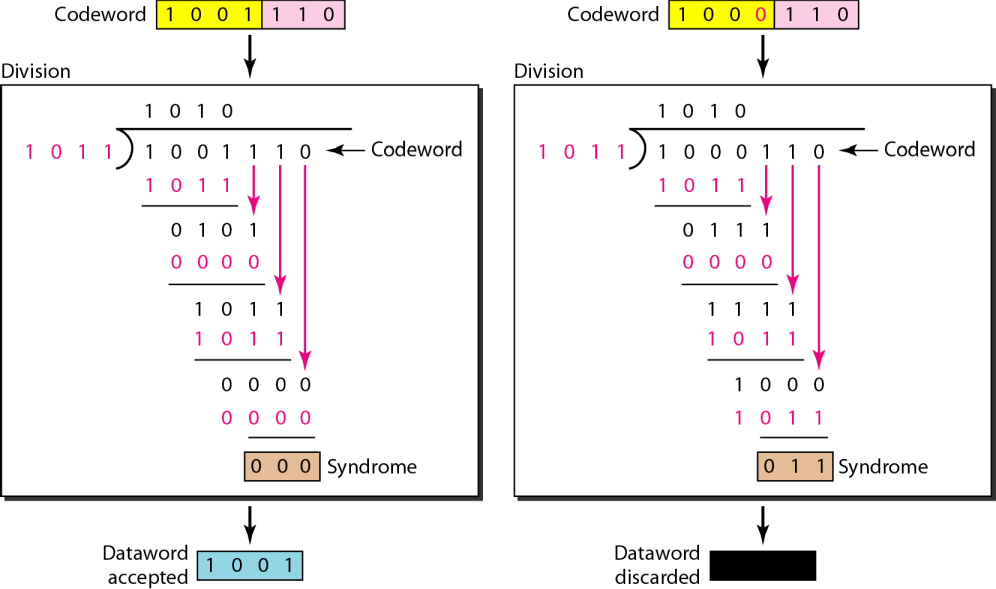 Codeword 1 0 0 1 1 1 0
Division
1 0 1 0
1 0 1 1 1 0 0 1 1 1 0 Codeword
1 0 1 1
0 1 0 1
0 0 0 0
1 0 1 1
1 0 1 1
0 0 0 0
0 0 0 0
0 0 0 Syndrome
Dataword
accepted
1 0 0 1
Codeword 1 0 0 0 1 1 0
Division
1 0 1 0
1 0 1 1 1 0 0 0 1 1 0 Codeword
1 0 1 1
0 1 1 1
0 0 0 0
1 1 1 1
1 0 1 1
1 0 0 0
1 0 1 1
0 1 1 Syndrome
Dataword
discarded